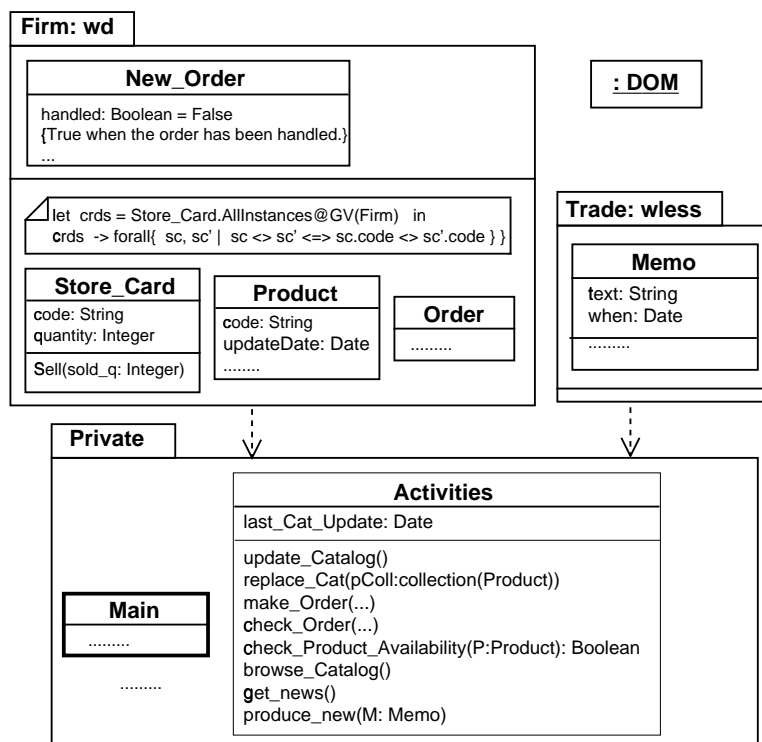 Firm: wd
New_Order
handled: Boolean = False
{True when the order has been handled.}
...
: DOM
let crds = Store_Card.AllInstances@GV(Firm) in
crds -> forall{ sc, sc' | sc <> sc' <=> sc.code <> sc'.code } }
Store_Card
code: String
quantity: Integer
Sell(sold_q: Integer)
Product
code: String
updateDate: Date
........
Order
.........
Trade: wless
Memo
text: String
when: Date
.........
Private
Main
.........
.........
Activities
last_Cat_Update: Date
update_Catalog()
replace_Cat(pColl:collection(Product))
make_Order(...)
check_Order(...)
check_Product_Availability(P:Product): Boolean
browse_Catalog()
get_news()
produce_new(M: Memo)